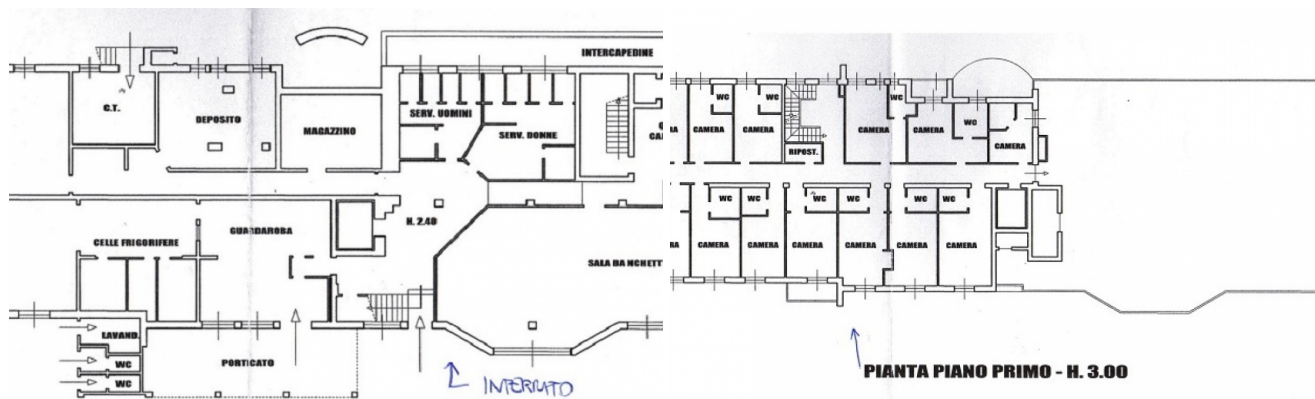 INTERCAPEDINE
C.T.
DEPOSITO
MAGAZZINO
SERV. UOMINI
SERV. DONNE
H. 2.40
CELLE FRIGORIFERE
GUARDAROBA
SALA BANCHETT
LAVAND.
WC
WC
PORTICATO
INTERRATO
WC
WC
WC
CAMERA
CAMERA
CAMERA
CAMERA
WC
CAMERA
RIPOST.
WC
WC
WC
WC
WC
WC
CAMERA
CAMERA
CAMERA
CAMERA
CAMERA
CAMERA
PIANTA PIANO PRIMO - H. 3.00